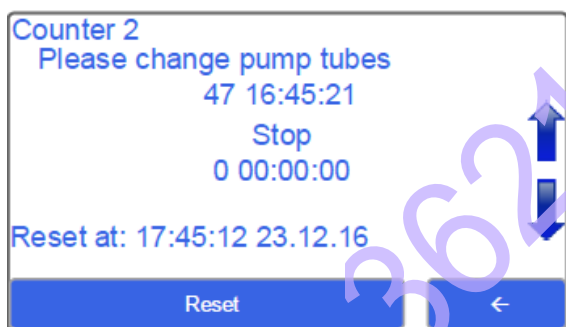 Counter 2
Please change pump tubes
47 16:45:21
Stop
0 00:00:00
Reset at: 17:45:12 23.12.16
Reset
←